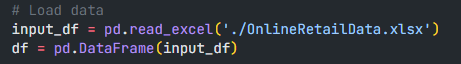 # Load data
input_df = pd.read_excel('./OnlineRetailData.xlsx')
df = pd.DataFrame(input_df)